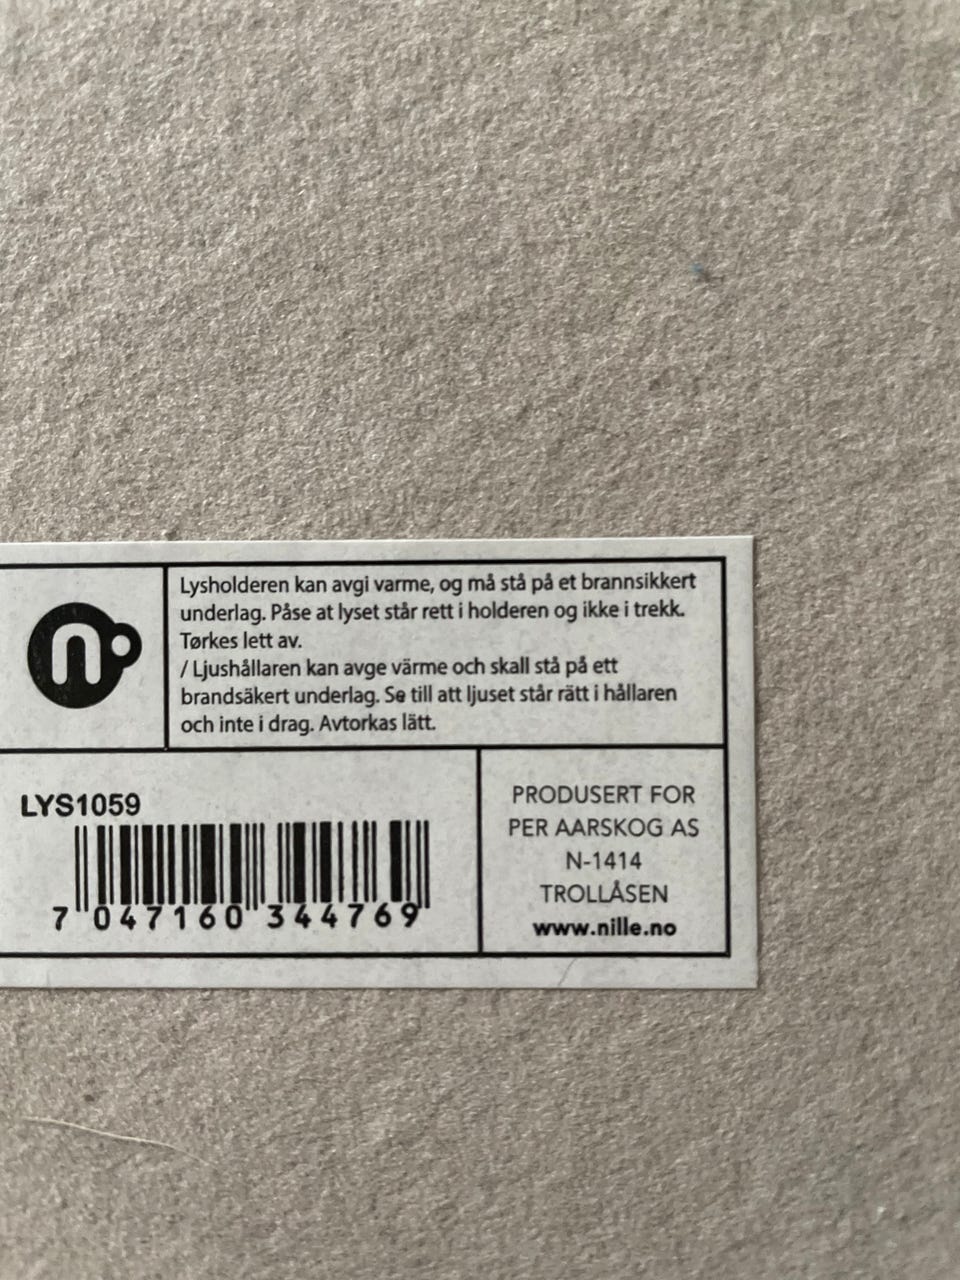 n
Lysholderen kan avgi varme, og må stå på et brannsikkert
underlag. Påse at lyset står rett i holderen og ikke i trekk.
Tørkes lett av.
/ Ljushållaren kan avge värme och skall stå på ett
brandsäkert underlag. Se till att ljuset står rätt i hållaren
och inte i drag. Avtorkas lätt.
LYS1059
7 047160 344769
PRODUSERT FOR
PER AARSKOG AS
N-1414
TROLLÅSEN
www.nille.no